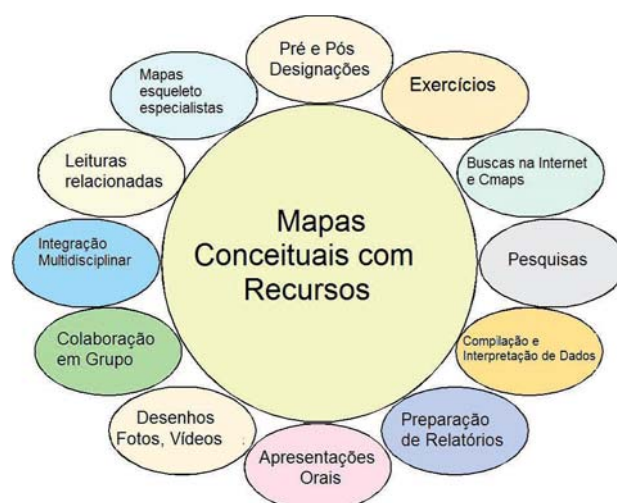 Pré e Pós
Designações
Exercícios
Buscas na Internet
e Cmaps
Pesquisas
Compilação e
Interpretação de Dados
Preparação
de Relatórios
Apresentações
Orais
Desenhos
Fotos, Vídeos
Colaboração
em Grupo
Integração
Multidisciplinar
Leituras
relacionadas
Mapas
esqueleto
especialistas
Mapas
Conceituais com
Recursos